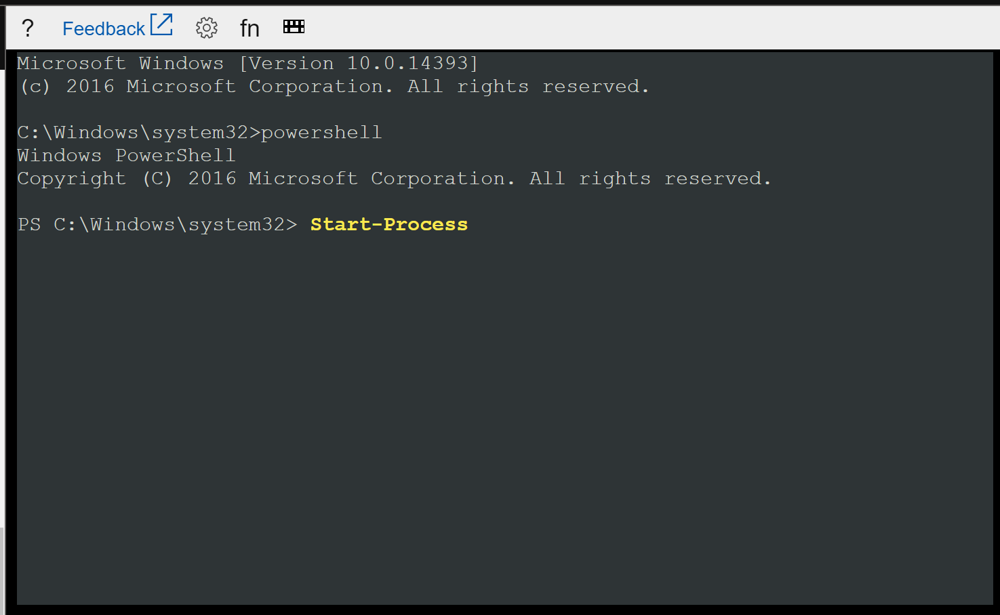 ? Feedback fn
Microsoft Windows [Version 10.0.14393]
(c) 2016 Microsoft Corporation. All rights reserved.
C:\Windows\system32>powershell
Windows PowerShell
Copyright (C) 2016 Microsoft Corporation. All rights reserved.
PS C:\Windows\system32> Start-Process